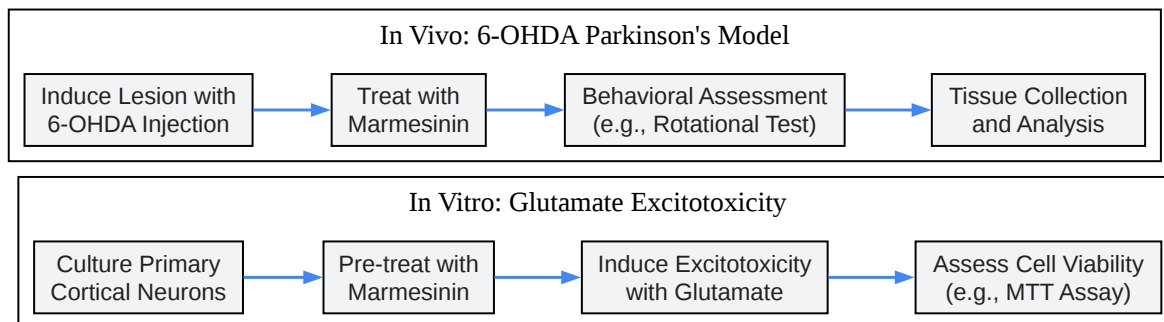 In Vivo: 6-OHDA Parkinson's Model
Induce Lesion with
6-OHDA Injection
Treat with
Marmesinin
Behavioral Assessment
(e.g., Rotational Test)
Tissue Collection
and Analysis
In Vitro: Glutamate Excitotoxicity
Culture Primary
Cortical Neurons
Pre-treat with
Marmesinin
Induce Excitotoxicity
with Glutamate
Assess Cell Viability
(e.g., MTT Assay)